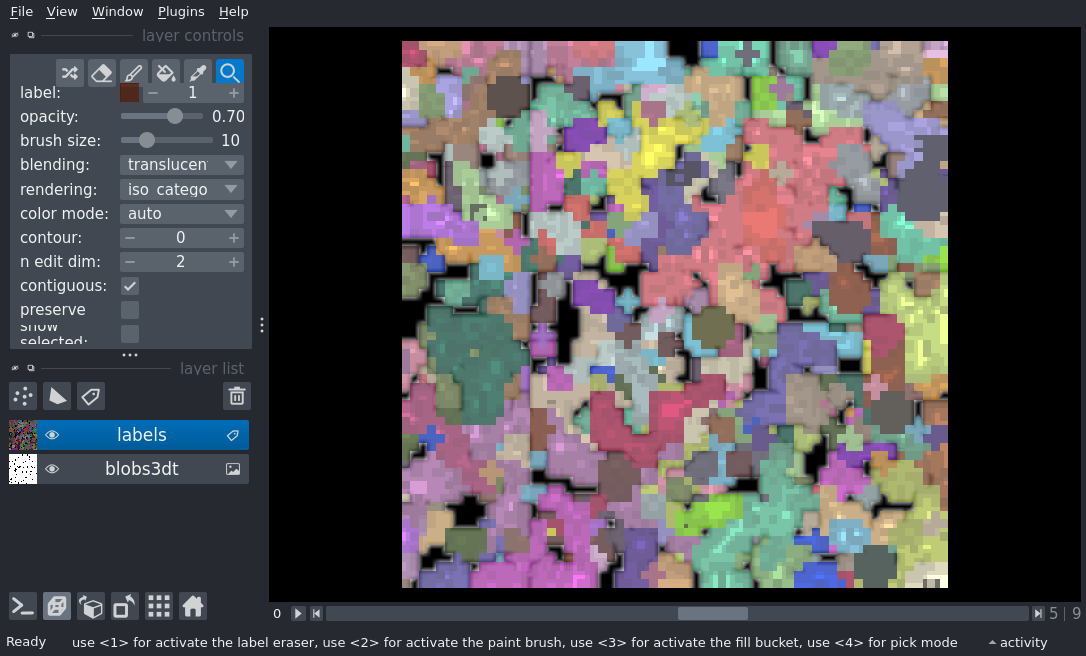 File View Window Plugins Help
layer controls
label: 1
opacity: 0.70
brush size: 10
blending: translucen
rendering: iso_catego
color mode: auto
contour: 0
n edit dim: 2
contiguous:
preserve
show
selected:
layer list
labels
blobs3dt
0 5 9
Ready use <1> for activate the label eraser, use <2> for activate the paint brush, use <3> for activate the fill bucket, use <4> for pick mode activity